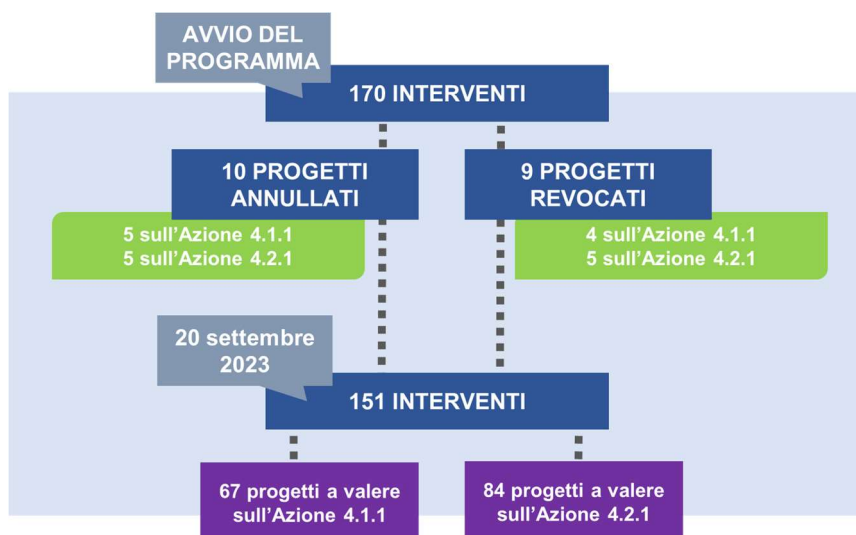 AVVIO DEL
PROGRAMMA
170 INTERVENTI
10 PROGETTI
ANNULLATI
9 PROGETTI
REVOCATI
5 sull'Azione 4.1.1
5 sull'Azione 4.2.1
4 sull'Azione 4.1.1
5 sull'Azione 4.2.1
20 settembre
2023
151 INTERVENTI
67 progetti a valere
sull'Azione 4.1.1
84 progetti a valere
sull'Azione 4.2.1